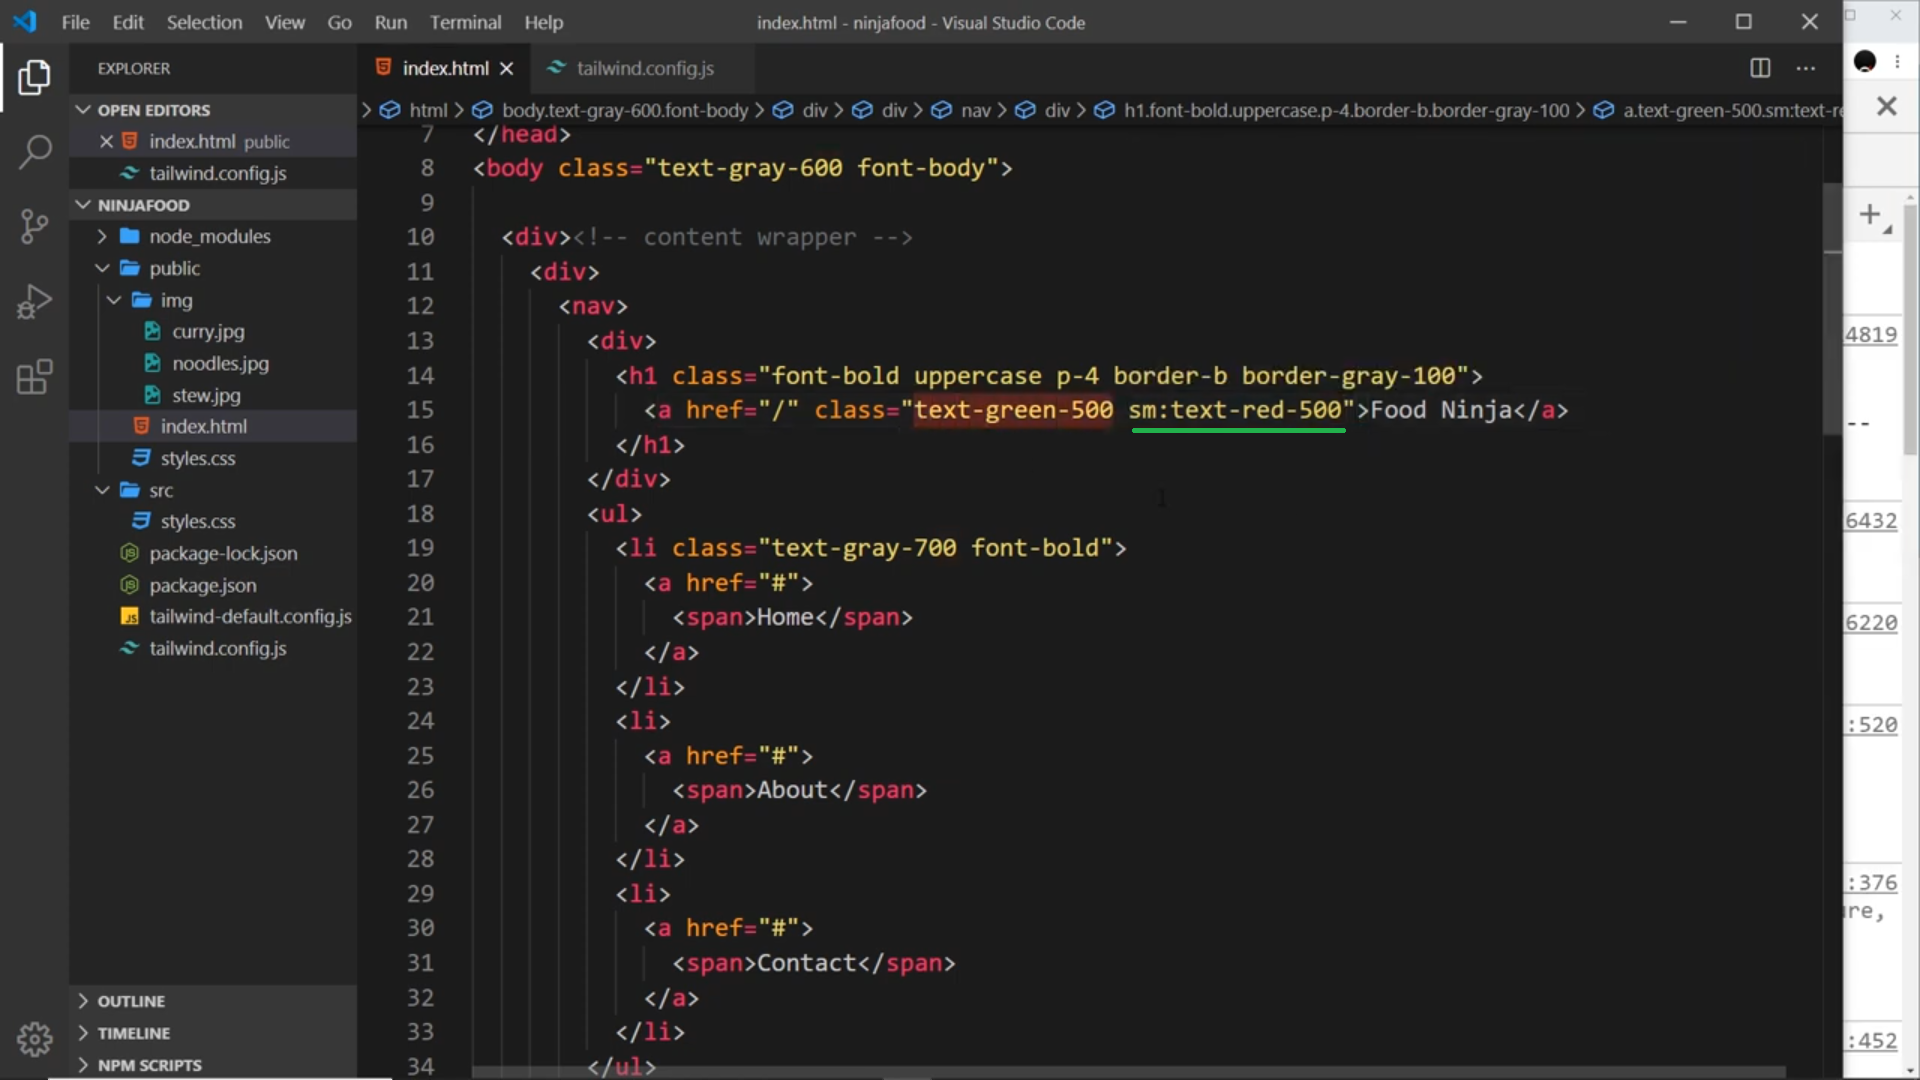 File Edit Selection View Go Run Terminal Help
index.html - ninjafood - Visual Studio Code
EXPLORER
OPEN EDITORS
index.html public
tailwind.config.js
NINJAFOOD
node_modules
public
img
curry.jpg
noodles.jpg
stew.jpg
index.html
styles.css
src
styles.css
package-lock.json
package.json
tailwind-default.config.js
tailwind.config.js
OUTLINE
TIMELINE
NPM SCRIPTS
index.html
tailwind.config.js
html > body.text-gray-600.font-body > div > div > nav > div > h1.font-bold.uppercase.p-4.border-b.border-gray-100 > a.text-green-500.sm:text-re
7 </head>
8 <body class="text-gray-600 font-body">
9
10 <div><!-- content wrapper -->
11 <div>
12 <nav>
13 <div>
14 <h1 class="font-bold uppercase p-4 border-b border-gray-100">
15 <a href="/" class="text-green-500 sm:text-red-500">Food Ninja</a>
16 </h1>
17 </div>
18 <ul>
19 <li class="text-gray-700 font-bold">
20 <a href="#">
21 <span>Home</span>
22 </a>
23 </li>
24 <li>
25 <a href="#">
26 <span>About</span>
27 </a>
28 </li>
29 <li>
30 <a href="#">
31 <span>Contact</span>
32 </a>
33 </li>
34 </ul>
4819
--
6432
6220
:520
:376
:452